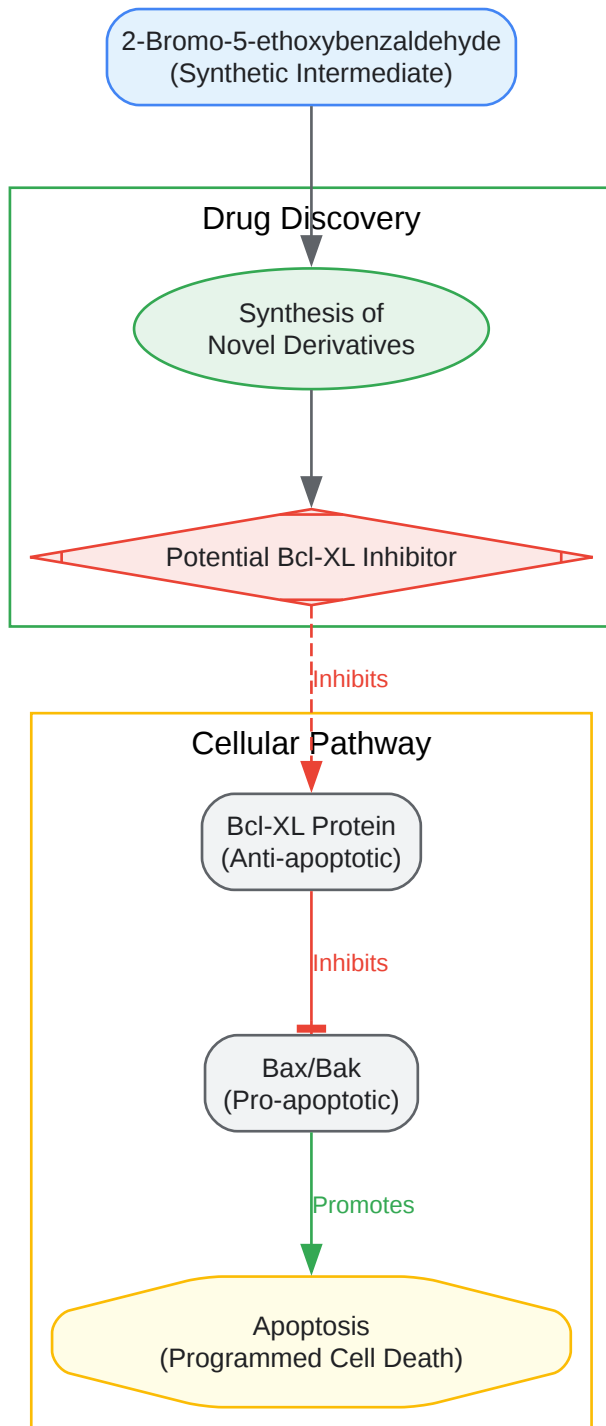 2-Bromo-5-ethoxybenzaldehyde
(Synthetic Intermediate)
Drug Discovery
Synthesis of
Novel Derivatives
Potential Bcl-XL Inhibitor
Inhibits
Cellular Pathway
Bcl-XL Protein
(Anti-apoptotic)
Inhibits
Bax/Bak
(Pro-apoptotic)
Promotes
Apoptosis
(Programmed Cell Death)